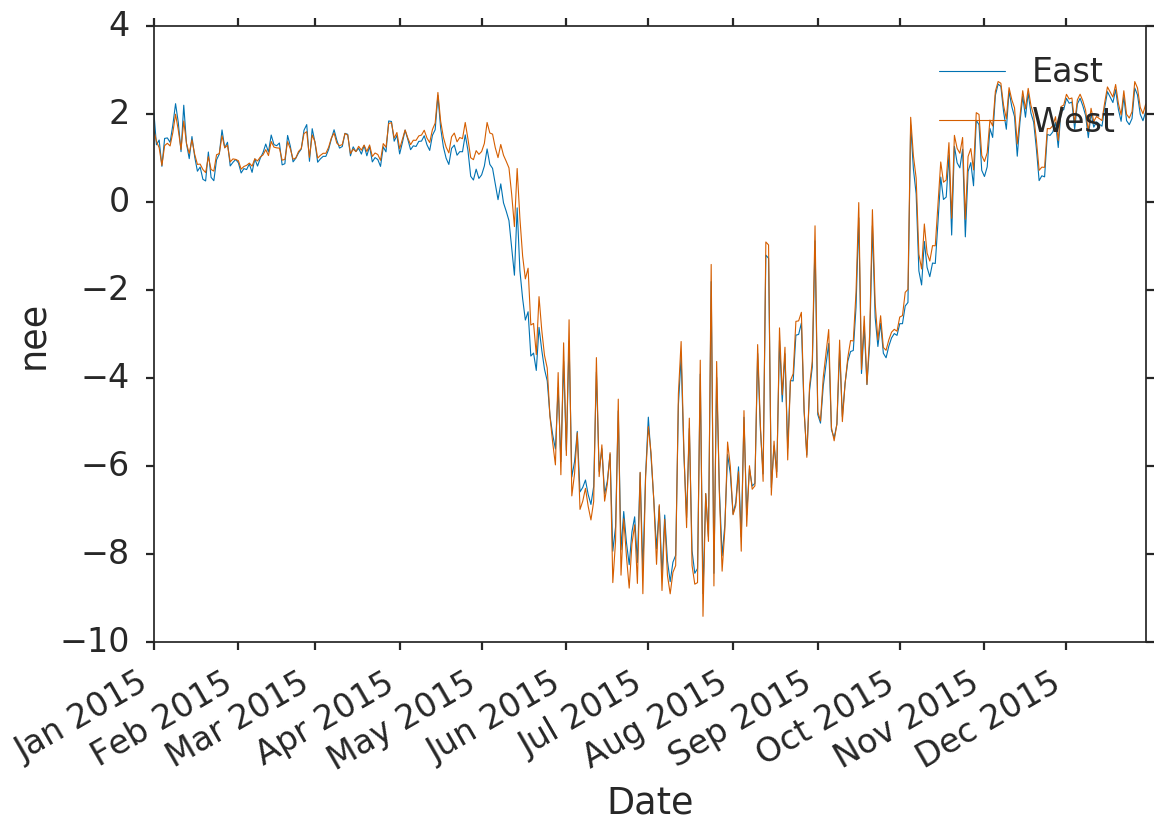 4
2
0
−2
−4
−6
−8
−10
nee
East
West
Jan 2015
Feb 2015
Mar 2015
Apr 2015
May 2015
Jun 2015
Jul 2015
Aug 2015
Sep 2015
Oct 2015
Nov 2015
Dec 2015
Date